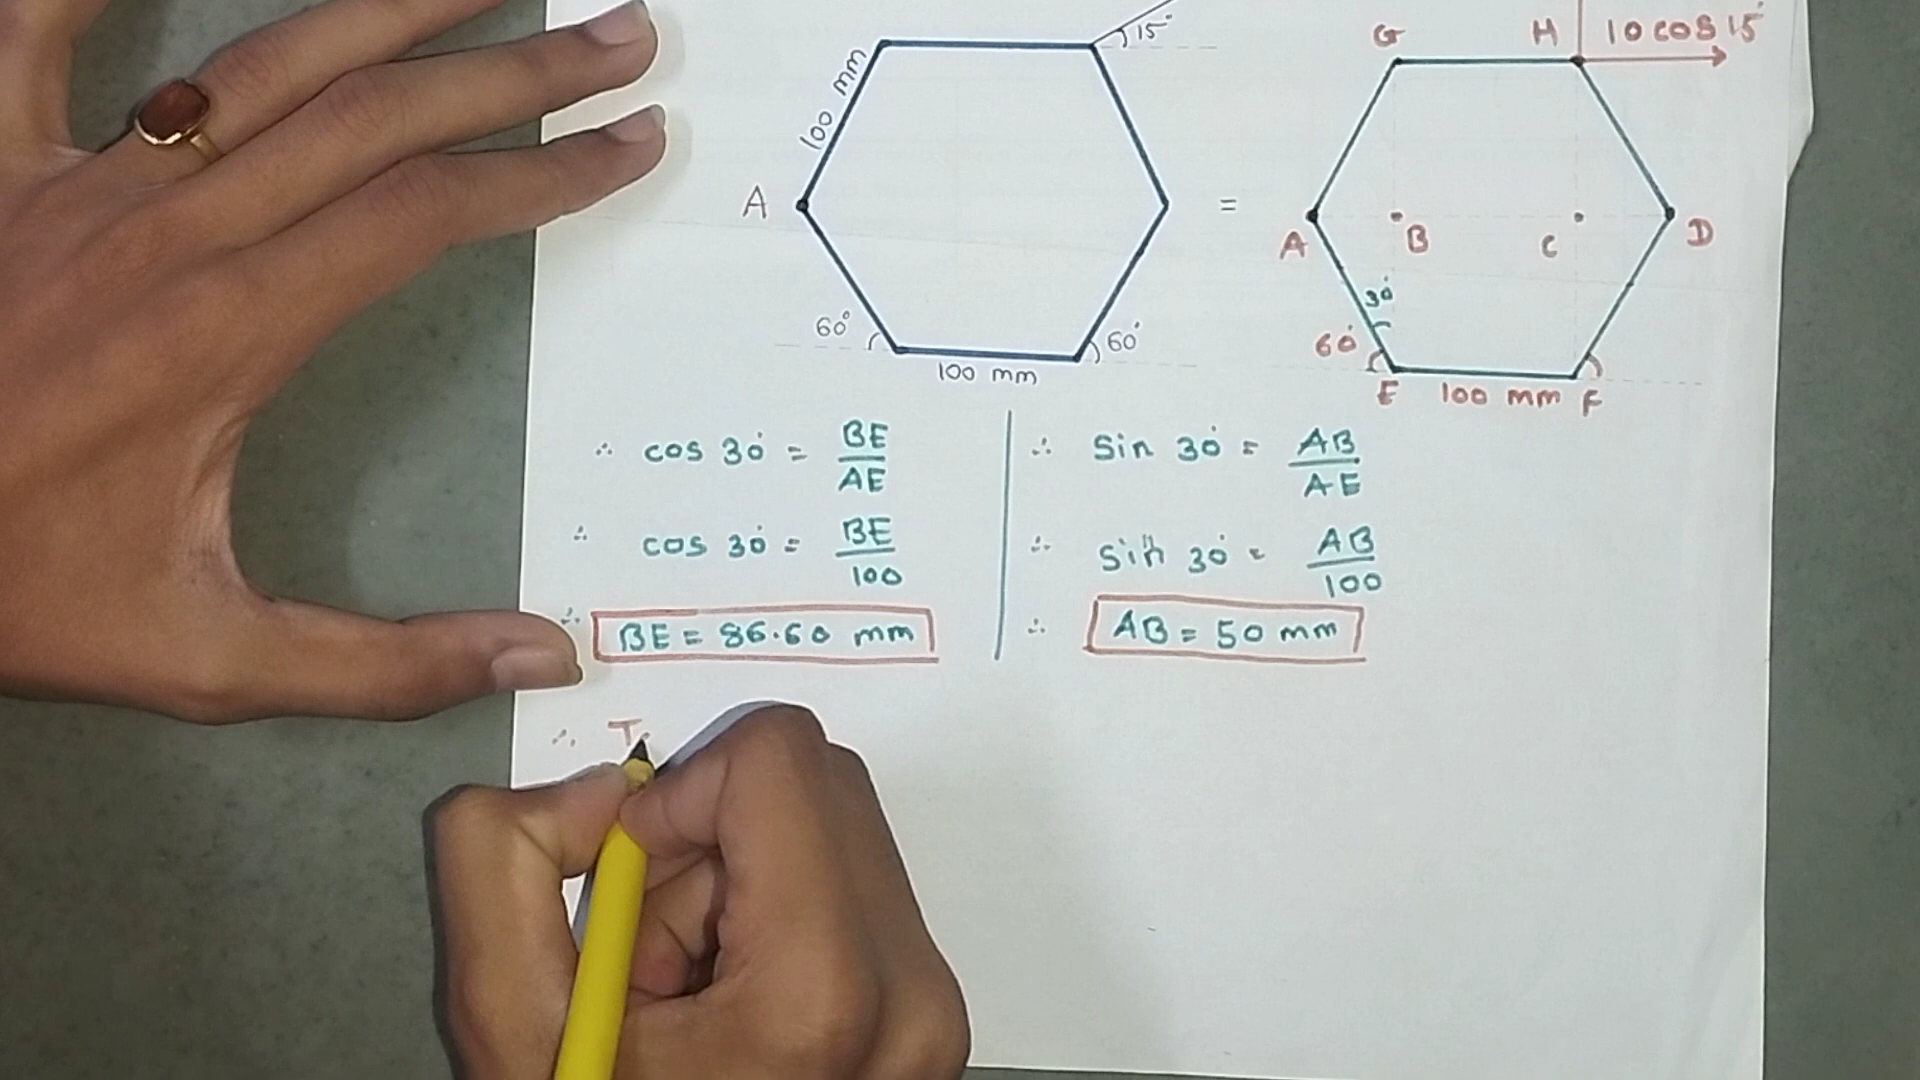 15°
G H 10 cos 15°
100 mm
A =
A B C D
30°
60° 60° 60°
100 mm E 100 mm F
∴ cos 30° = BE/AE
∴ sin 30° = AB/AE
∴ cos 30° = BE/100
∴ sin 30° = AB/100
∴ BE = 86.60 mm
∴ AB = 50 mm
∴ T